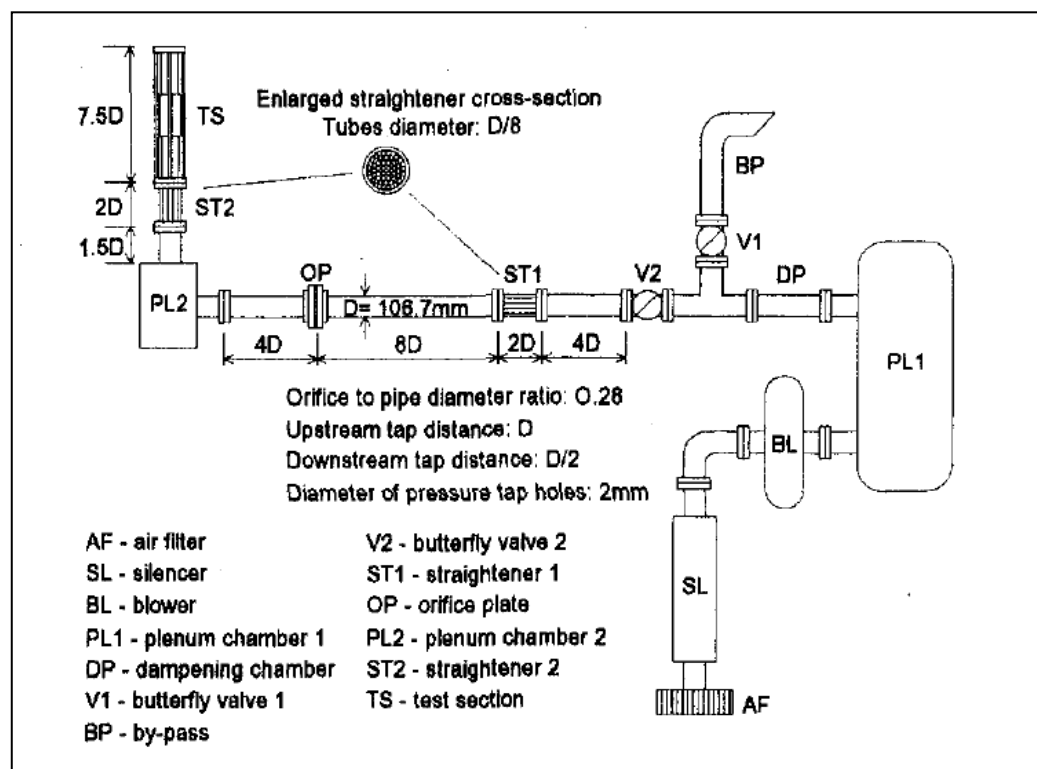 7.5D
TS
Enlarged straightener cross-section
Tubes diameter: D/8
BP
2D
ST2
1.5D
V1
OP
ST1
V2
DP
PL2
D= 106.7mm
4D
8D
2D
4D
PL1
Orifice to pipe diameter ratio: 0.28
Upstream tap distance: D
BL
Downstream tap distance: D/2
Diameter of pressure tap holes: 2mm
AF - air filter
SL - silencer
BL - blower
PL1 - plenum chamber 1
DP - dampening chamber
V1 - butterfly valve 1
BP - by-pass
V2 - butterfly valve 2
ST1 - straightener 1
OP - orifice plate
PL2 - plenum chamber 2
ST2 - straightener 2
TS - test section
SL
AF